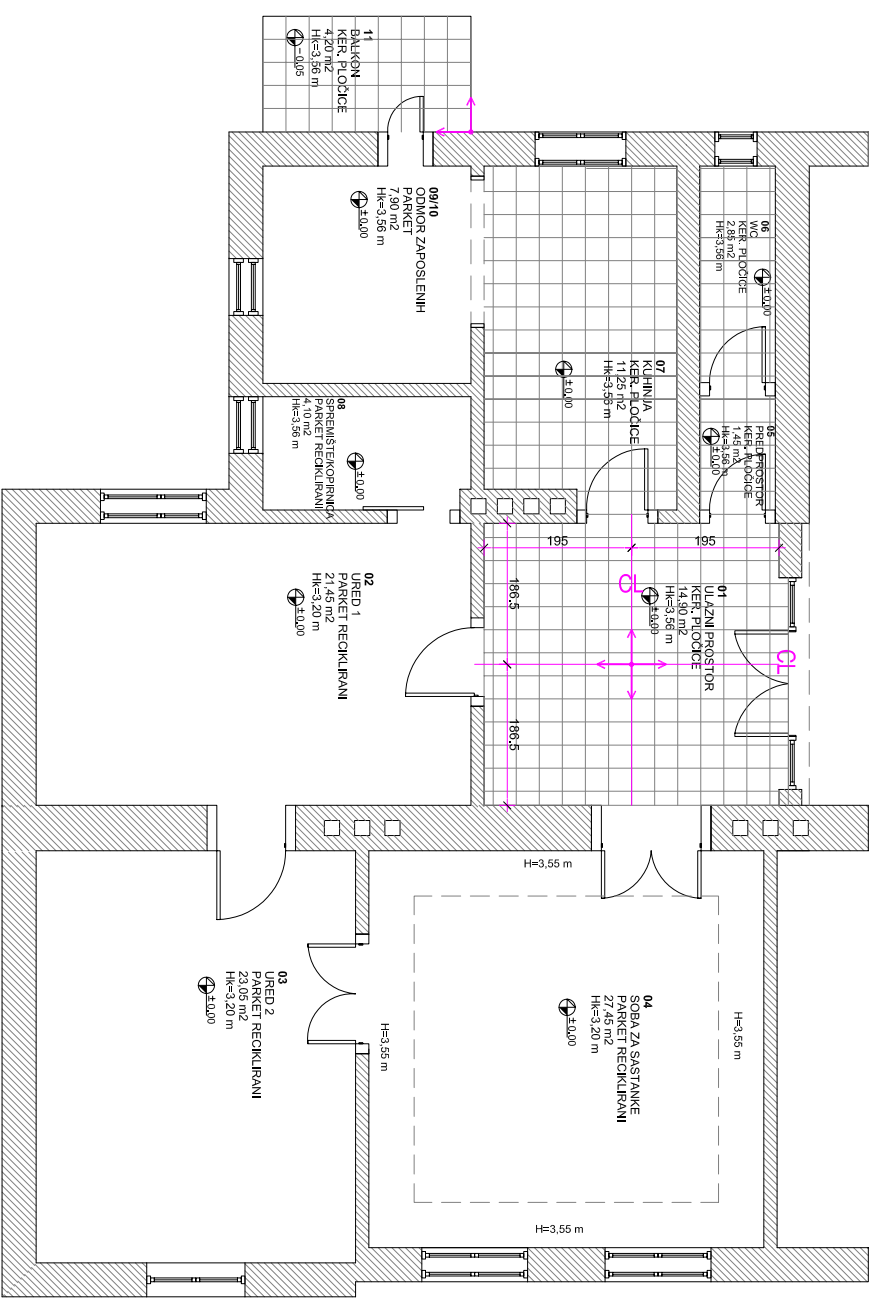 01
ULAZNI PROSTOR
KER. PLOČICE
14,90 m2
Hk=3,56 m
±0,00
02
URED 1
PARKET RECIKLIRANI
21,45 m2
Hk=3,20 m
±0,00
03
URED 2
PARKET RECIKLIRANI
23,05 m2
Hk=3,20 m
±0,00
04
SOBA ZA SASTANKE
PARKET RECIKLIRANI
27,45 m2
Hk=3,20 m
±0,00
05
PREDPROSTOR
KER. PLOČICE
1,45 m2
Hk=3,56 m
±0,00
06
WC
KER. PLOČICE
2,85 m2
Hk=3,56 m
±0,00
07
KUHINJA
KER. PLOČICE
11,25 m2
Hk=3,56 m
±0,00
08
SPREMIŠTE/KOPIRNICA
PARKET RECIKLIRANI
4,10 m2
Hk=3,56 m
±0,00
09/10
ODMOR ZAPOSLENIH
PARKET
7,90 m2
Hk=3,56 m
±0,00
11
BALKON
KER. PLOČICE
4,20 m2
Hk=3,56 m
-0,05
195
195
186,5
186,5
CL
CL
H=3,55 m
H=3,55 m
H=3,55 m
H=3,55 m